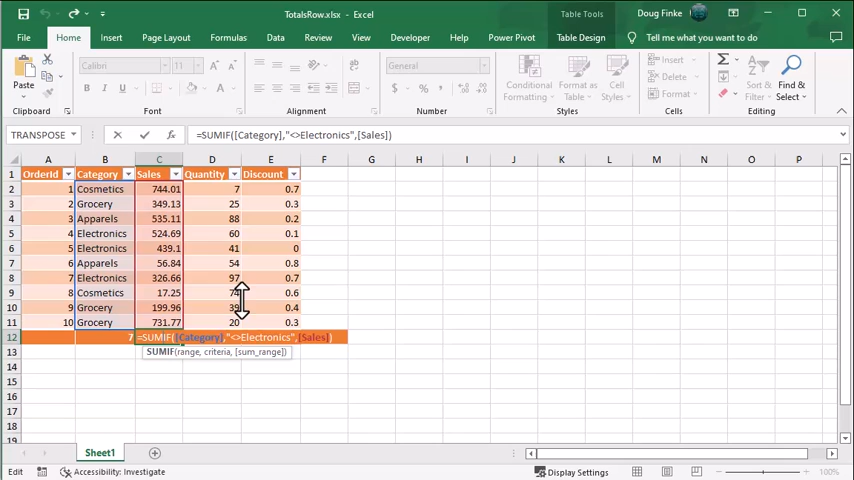 TotalsRow.xlsx - Excel
Table Tools
Doug Finke
File Home Insert Page Layout Formulas Data Review View Help Power Pivot Table Design Tell me what you want to do
Paste
Calibri 11
General
Conditional Formatting
Format as Table
Cell Styles
Insert
Delete
Format
Sort & Filter
Find & Select
Clipboard Font Alignment Number Styles Cells Editing
TRANSPOSE =SUMIF([Category],"<>Electronics",[Sales])
A B C D E F G H I J K L M N O P
1 OrderId Category Sales Quantity Discount
2 1 Cosmetics 744.01 7 0.7
3 2 Grocery 349.13 25 0.3
4 3 Apparels 535.11 88 0.2
5 4 Electronics 524.69 60 0.1
6 5 Electronics 439.1 41 0
7 6 Apparels 56.84 54 0.8
8 7 Electronics 326.66 97 0.7
9 8 Cosmetics 17.25 74 0.6
10 9 Grocery 199.96 39 0.4
11 10 Grocery 731.77 20 0.3
12 7 =SUMIF([Category],"<>Electronics",[Sales])
13 SUMIF(range, criteria, [sum_range])
14
15
16
17
18
19
Sheet1
Edit Accessibility: Investigate Display Settings 100%